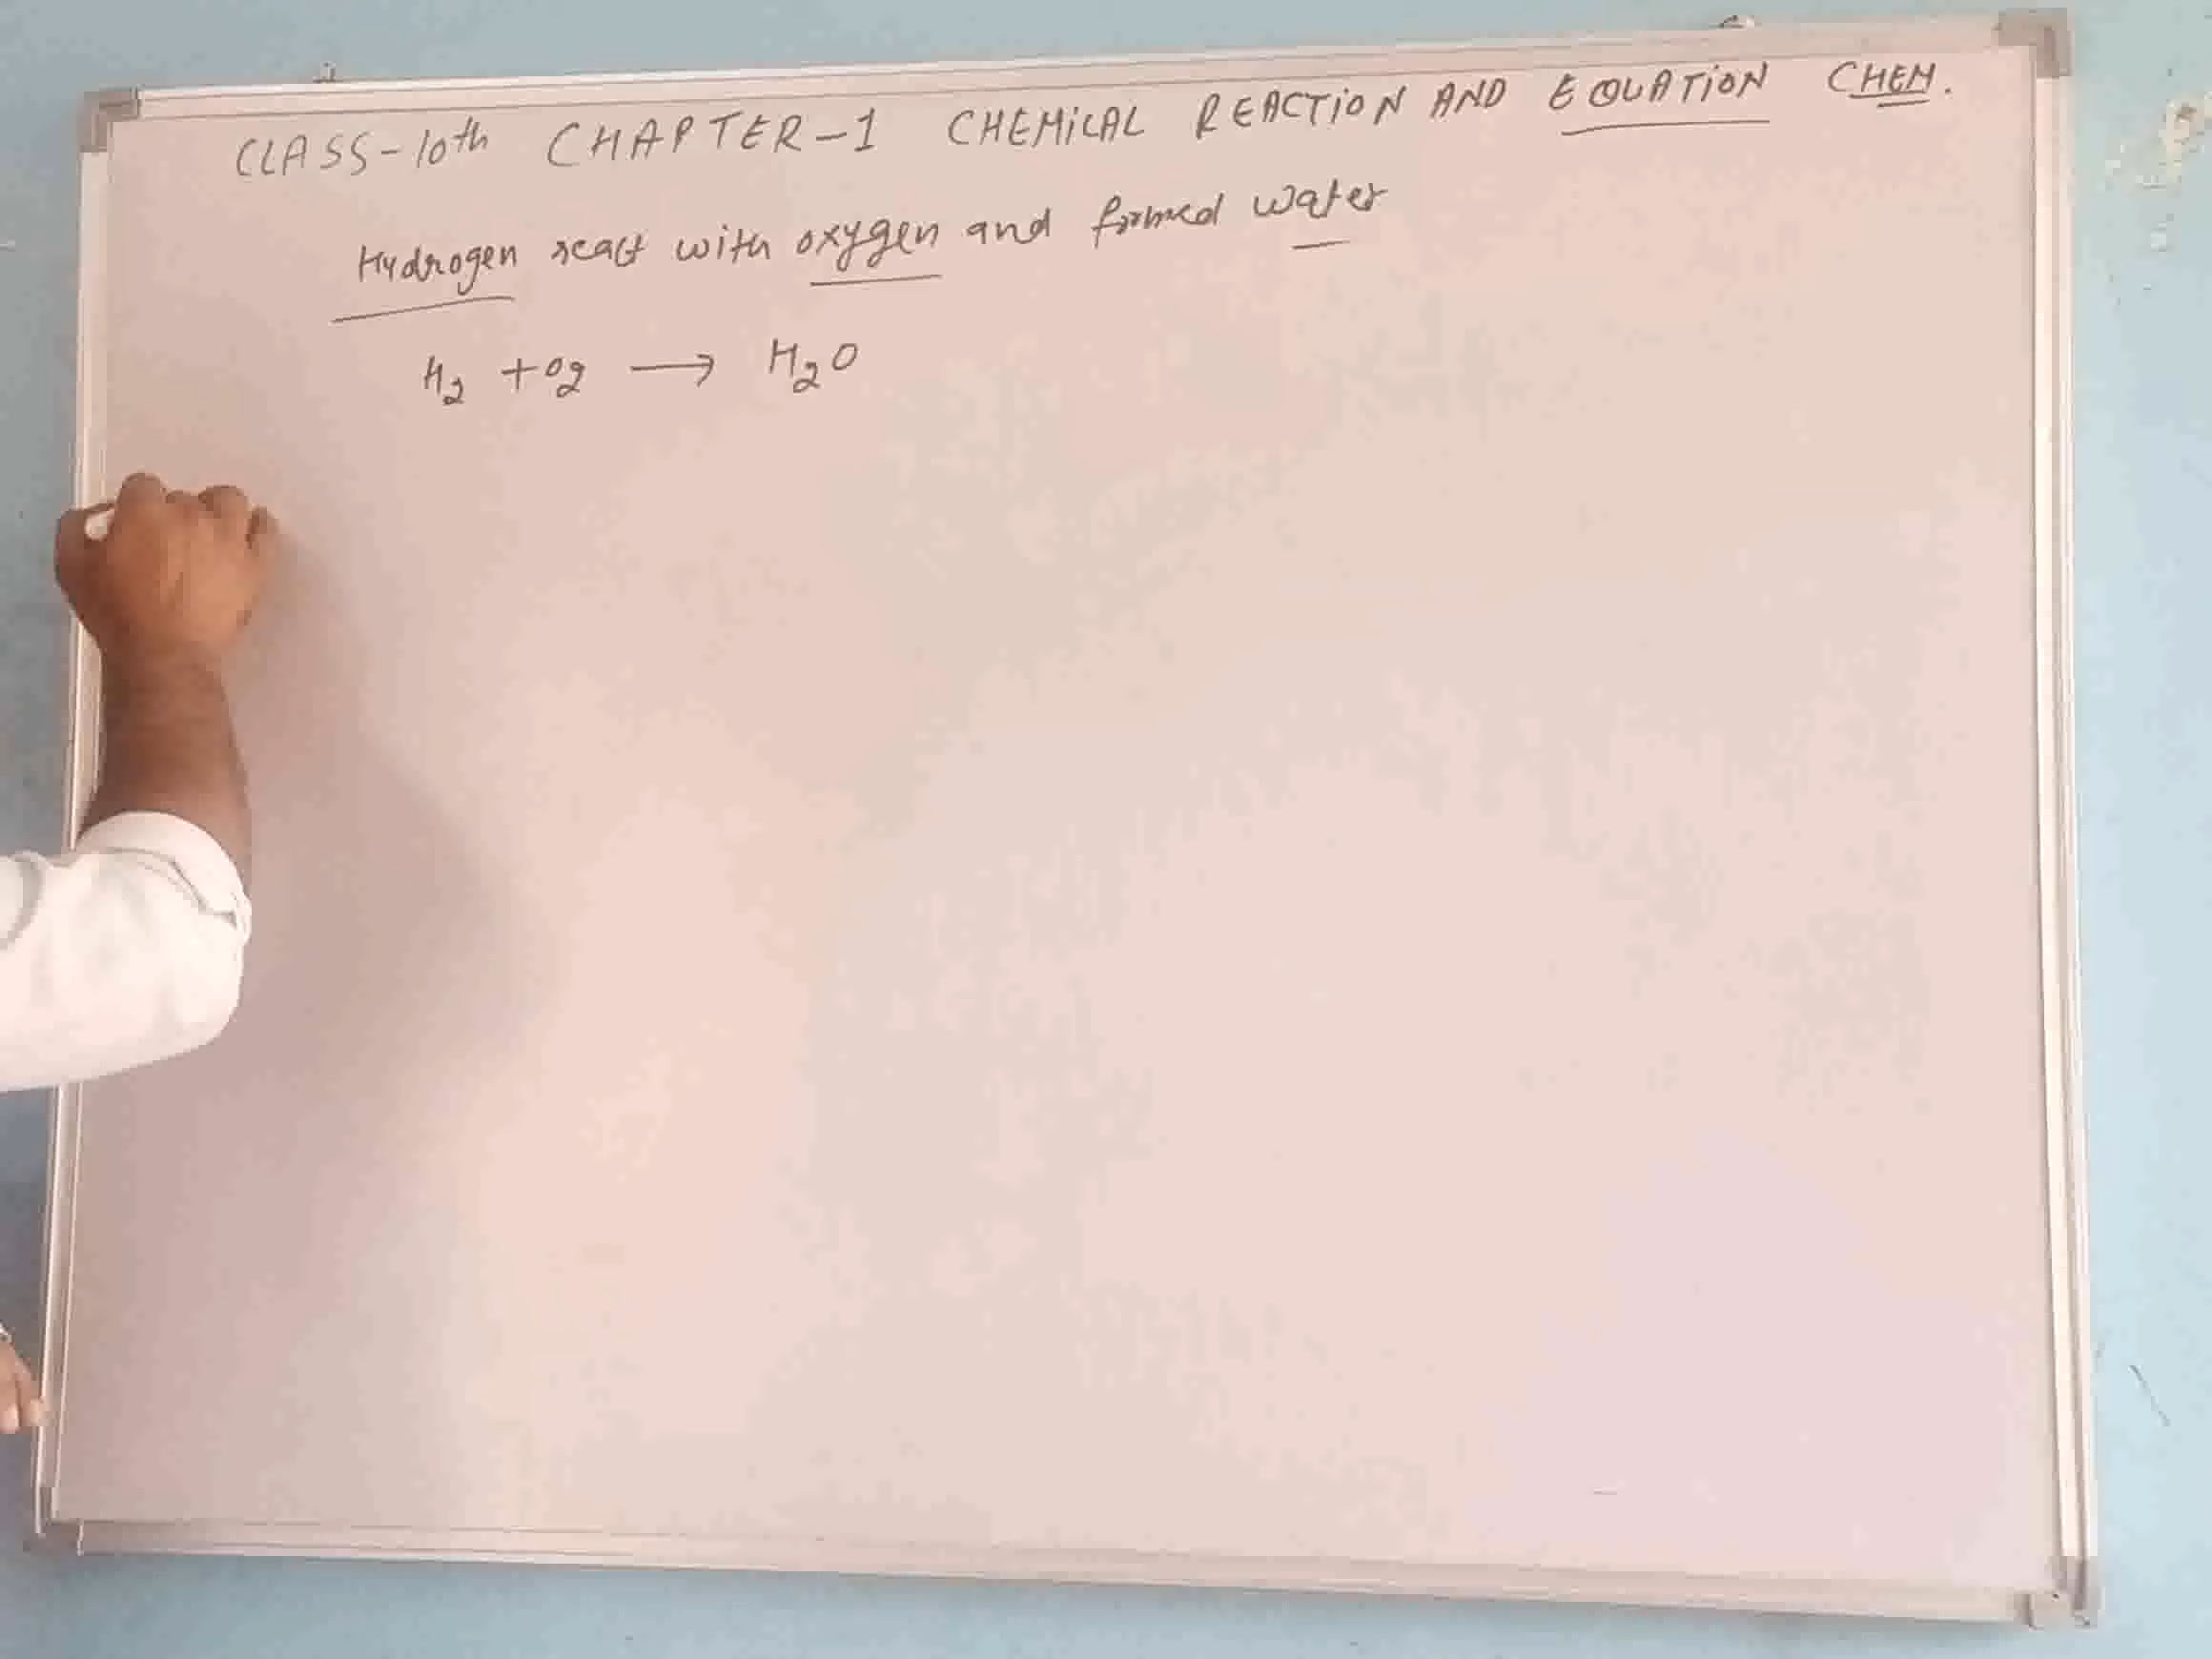 CLASS-10th CHAPTER-1 CHEMiCAL REACTiON AND EQUATiON CHEM.
Hydrogen react with oxygen and formed water
H₂ + O₂ ⟶ H₂O